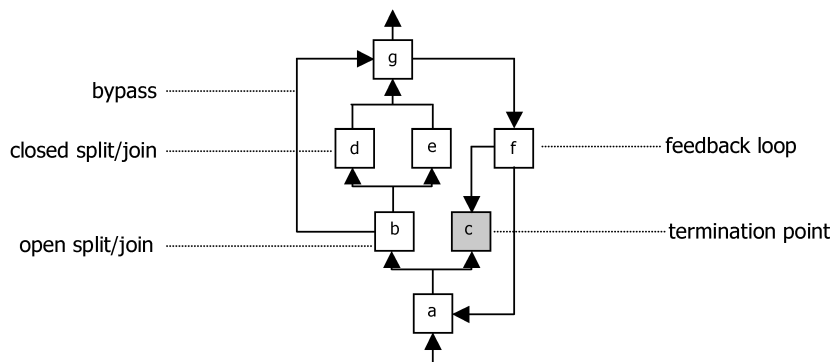 g
bypass
d
e
f
closed split/join
feedback loop
b
c
open split/join
termination point
a